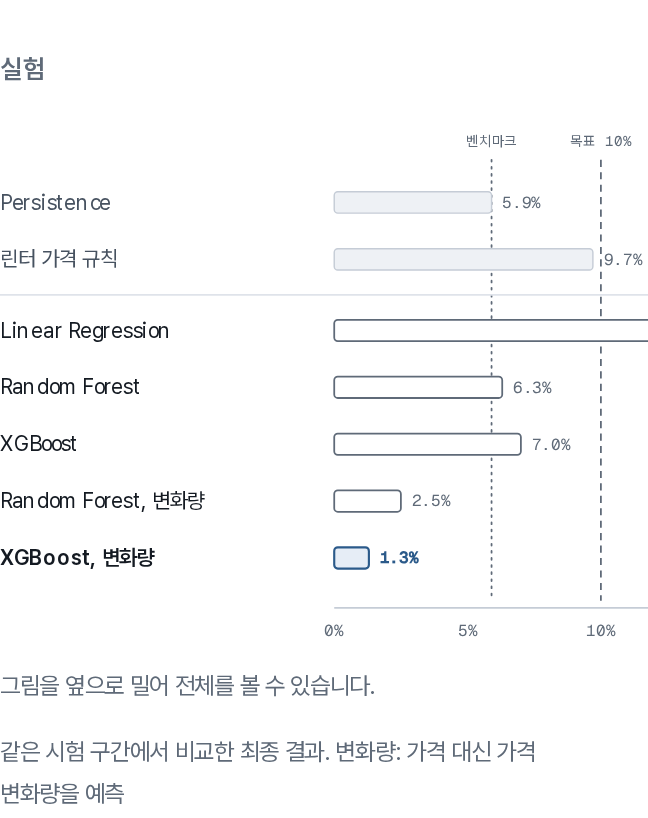 실험
벤치마크 목표 10%
Persistence 5.9%
린터 가격 규칙 9.7%
Linear Regression
Random Forest 6.3%
XGBoost 7.0%
Random Forest, 변화량 2.5%
XGBoost, 변화량 1.3%
0% 5% 10%
그림을 옆으로 밀어 전체를 볼 수 있습니다.
같은 시험 구간에서 비교한 최종 결과. 변화량: 가격 대신 가격
변화량을 예측